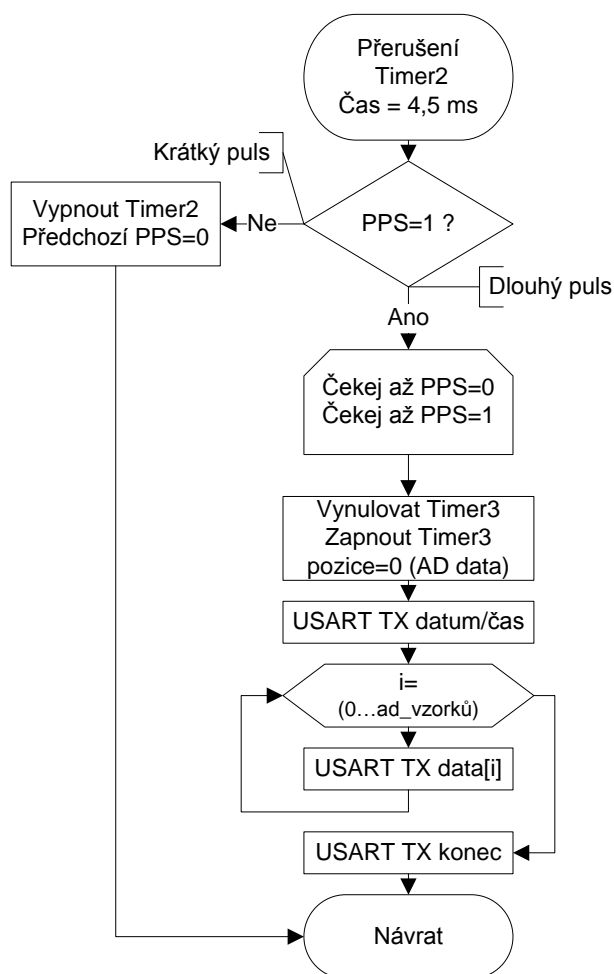 Přerušení
Timer2
Čas = 4,5 ms
Krátký puls
Vypnout Timer2
Předchozí PPS=0
Ne
PPS=1 ?
Dlouhý puls
Ano
Čekej až PPS=0
Čekej až PPS=1
Vynulovat Timer3
Zapnout Timer3
pozice=0 (AD data)
USART TX datum/čas
i=
(0…ad_vzorků)
USART TX data[i]
USART TX konec
Návrat